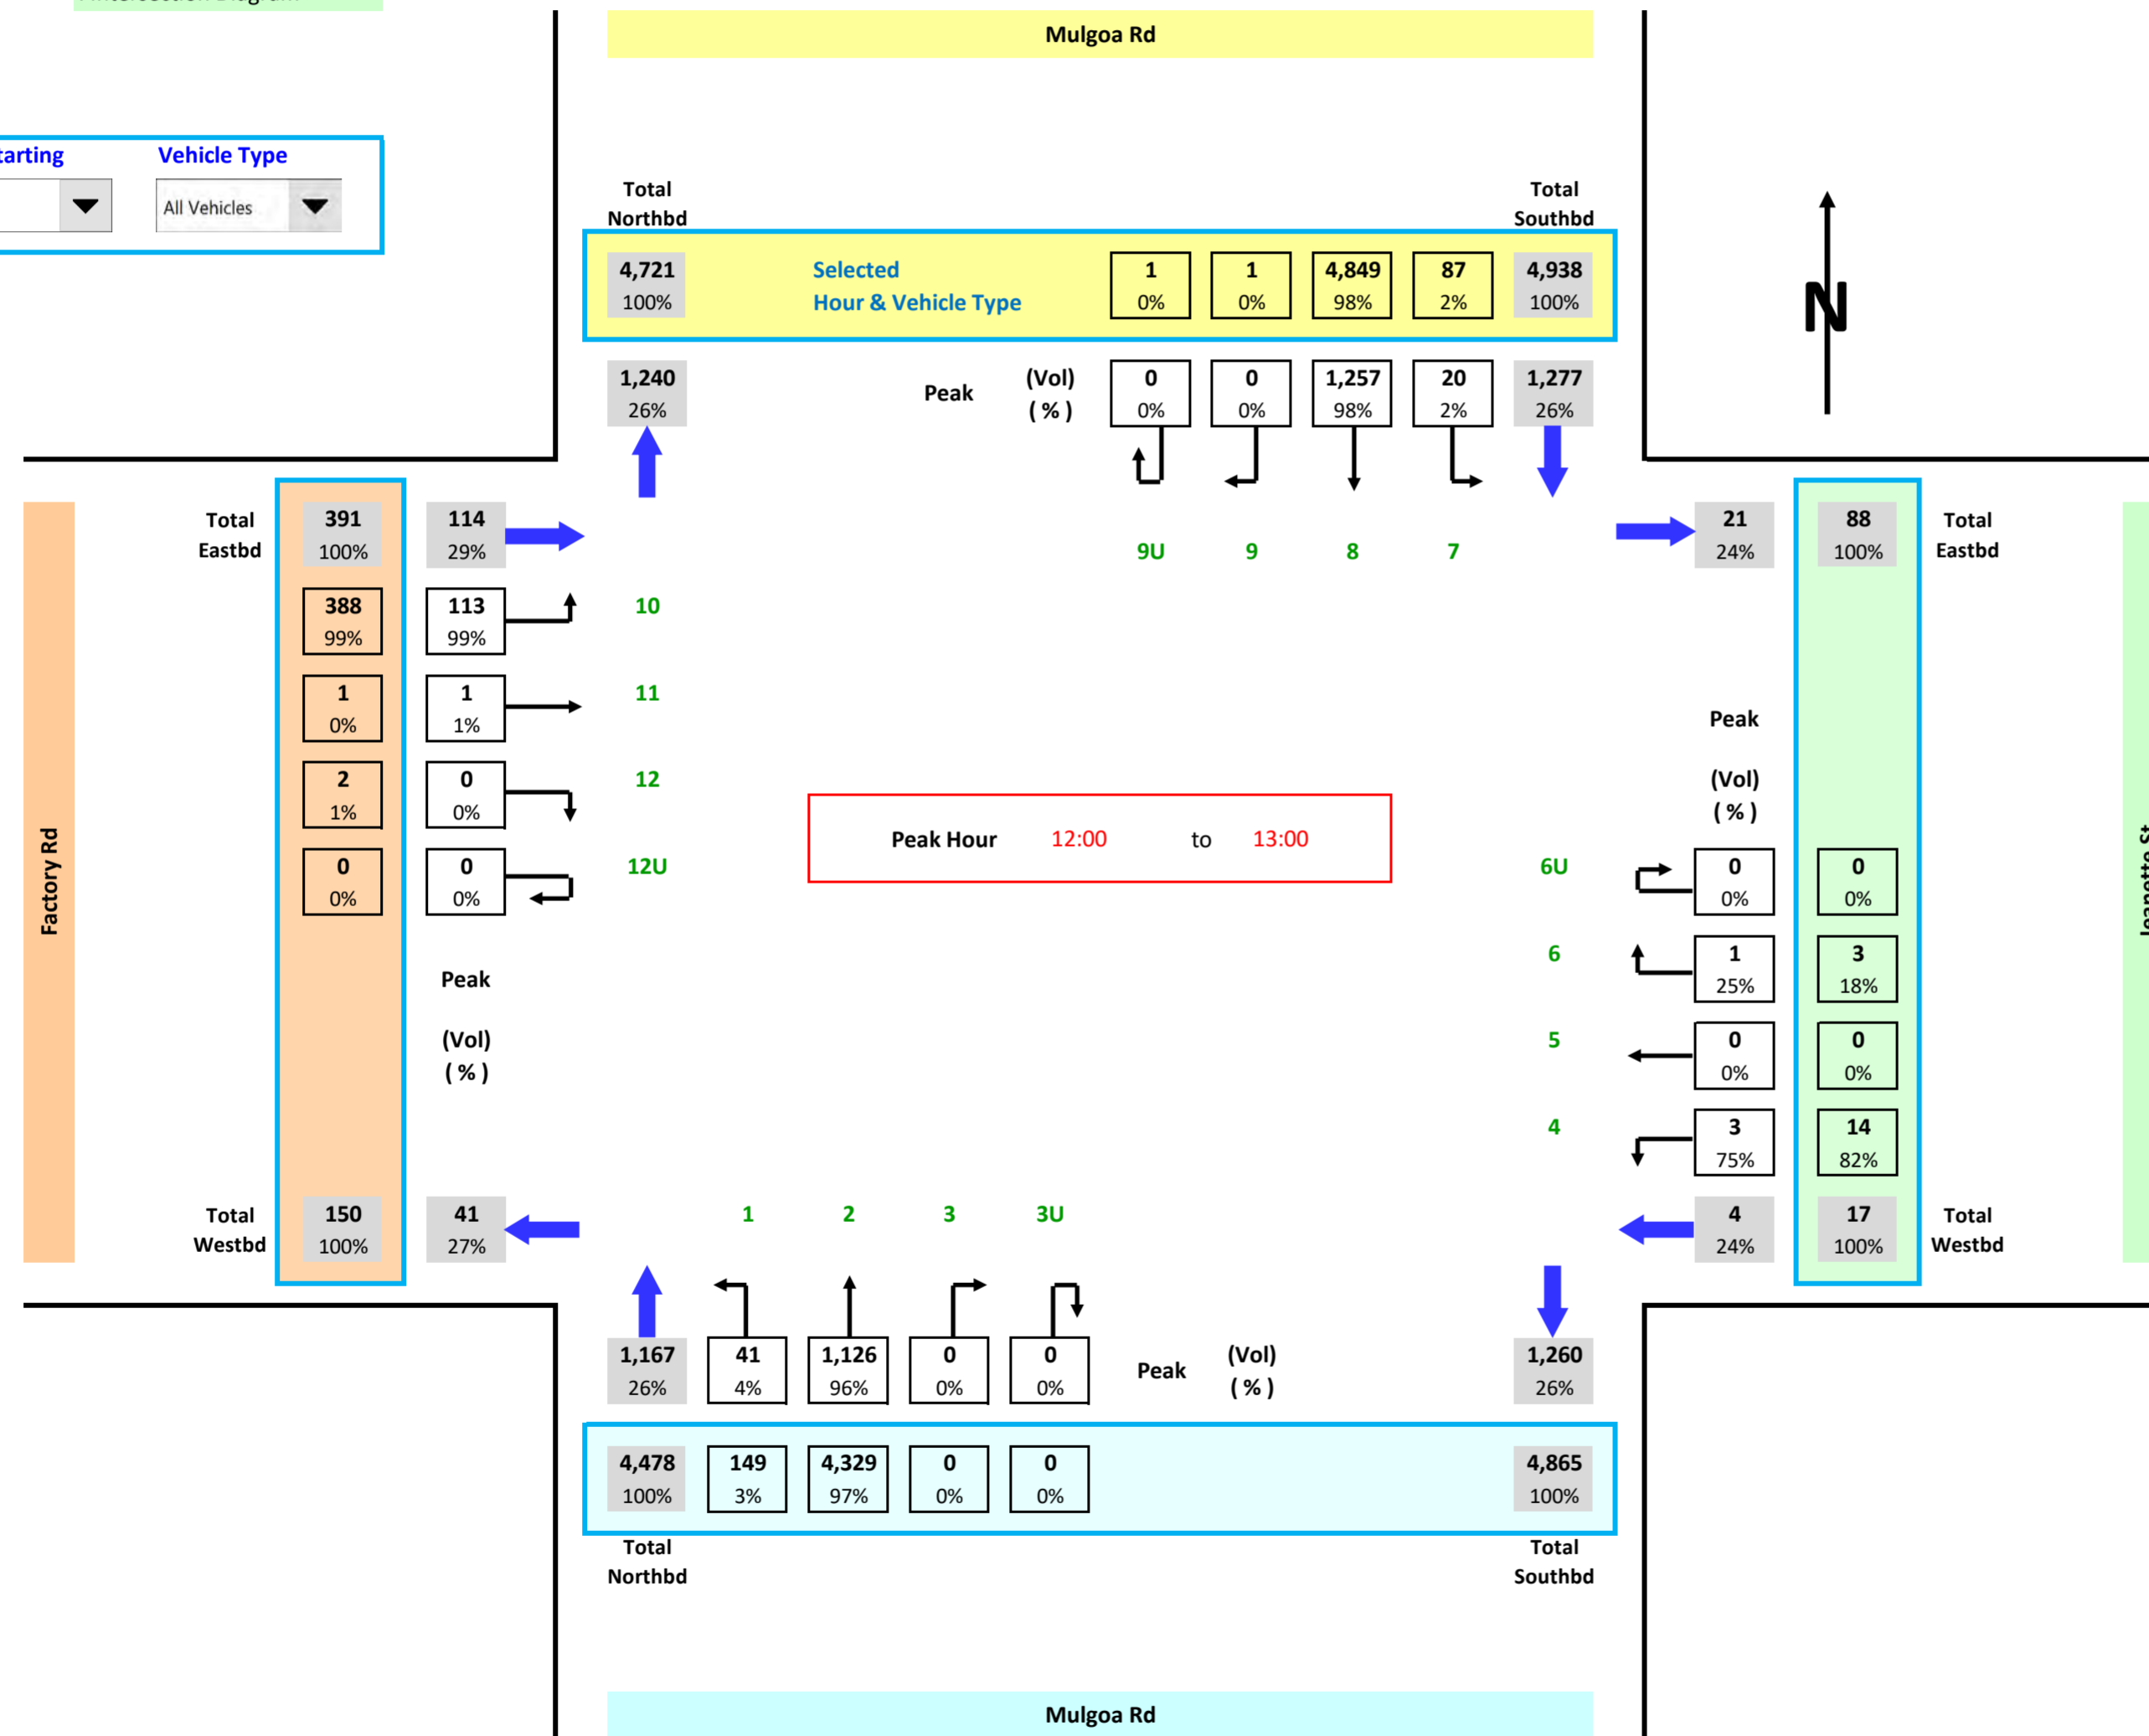 Mulgoa Rd
Vehicle Type
All Vehicles
Total Northbd
Total Southbd
4,721 Selected 1 1 4,849 87 4,938
100% Hour & Vehicle Type 0% 0% 98% 2% 100%
1,240 Peak (Vol) 0 0 1,257 20 1,277
26% ( % ) 0% 0% 98% 2% 26%
N
9U 9 8 7
Total Eastbd
391 114
100% 29%
388 113 10
99% 99%
1 1 11
0% 1%
2 0 12
1% 0%
0 0 12U
0% 0%
Factory Rd
Peak
(Vol)
( % )
Total Westbd
150 41
100% 27%
Peak Hour 12:00 to 13:00
21 88 Total
24% 100% Eastbd
Peak
(Vol)
( % )
6U 0 0
0% 0%
6 1 3
25% 18%
5 0 0
0% 0%
4 3 14
75% 82%
4 17 Total
24% 100% Westbd
1 2 3 3U
1,167 41 1,126 0 0 Peak (Vol) 1,260
26% 4% 96% 0% 0% ( % ) 26%
4,478 149 4,329 0 0 4,865
100% 3% 97% 0% 0% 100%
Total Northbd
Total Southbd
Mulgoa Rd